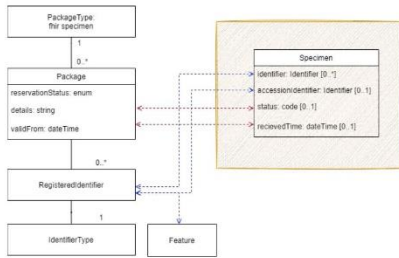 PackageType:
fhir specimen
1
0..*
Package
reservationStatus: enum
details: string
validFrom: dateTime
0..*
RegisteredIdentifier
1
IdentifierType
Feature
Specimen
identifier: Identifier [0..*]
accessionIdentifier: Identifier [0..1]
status: code [0..1]
recievedTime: dateTime [0..1]